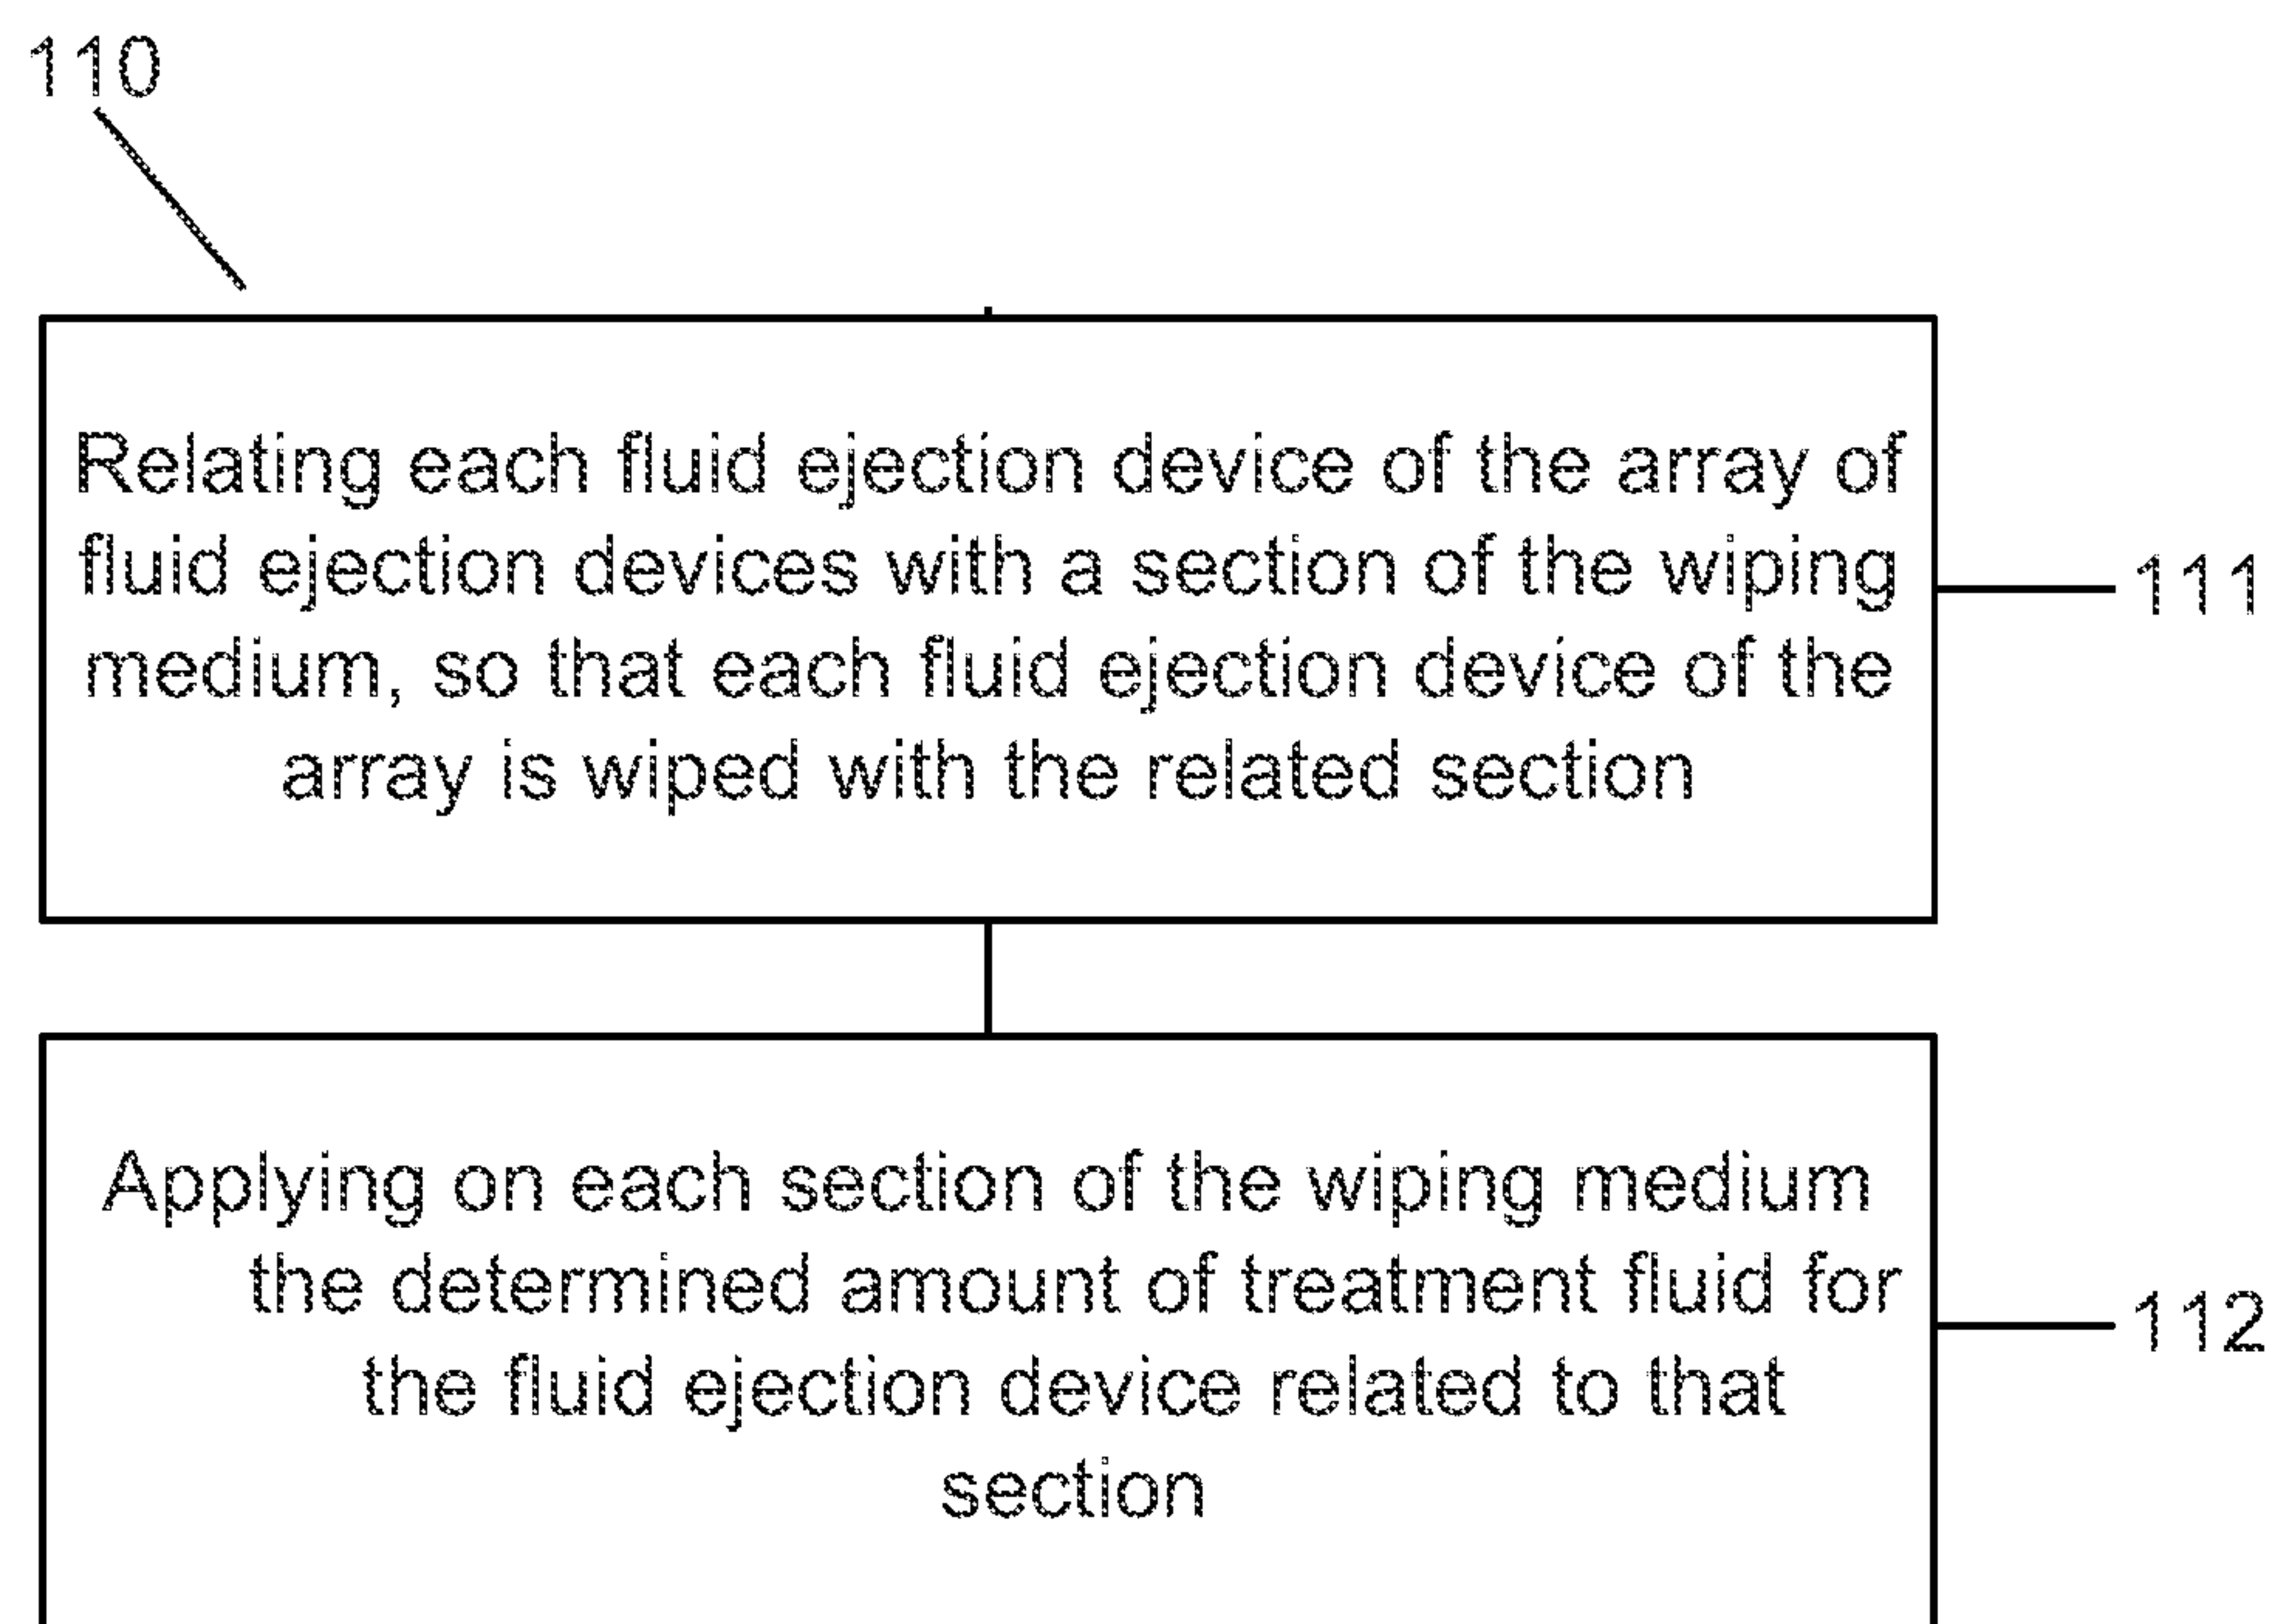 110
Relating each fluid ejection device of the array of
fluid ejection devices with a section of the wiping
medium, so that each fluid ejection device of the
array is wiped with the related section
111
Applying on each section of the wiping medium
the determined amount of treatment fluid for
the fluid ejection device related to that
section
112